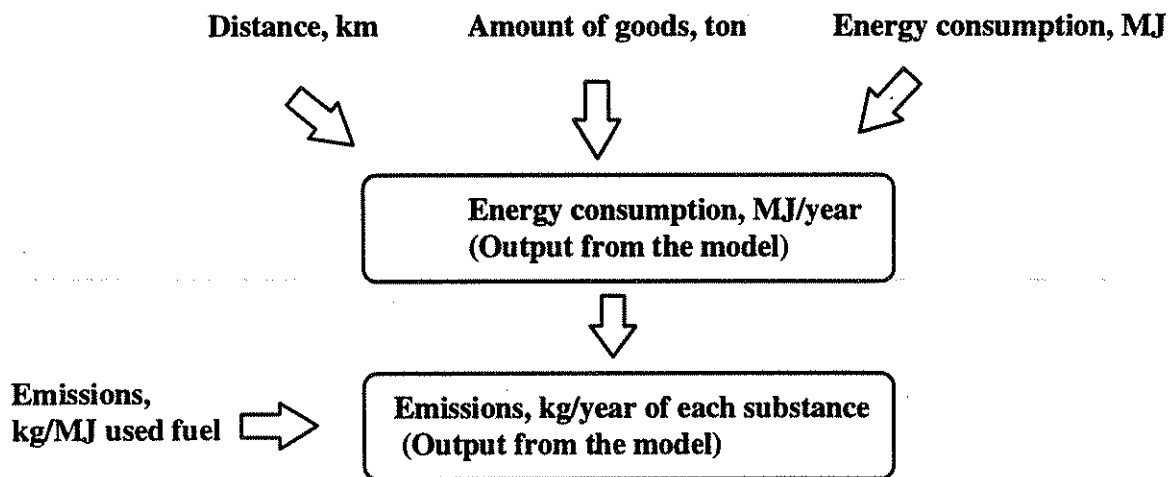 Distance, km
Amount of goods, ton
Energy consumption, MJ
Energy consumption, MJ/year
(Output from the model)
Emissions,
kg/MJ used fuel
Emissions, kg/year of each substance
(Output from the model)